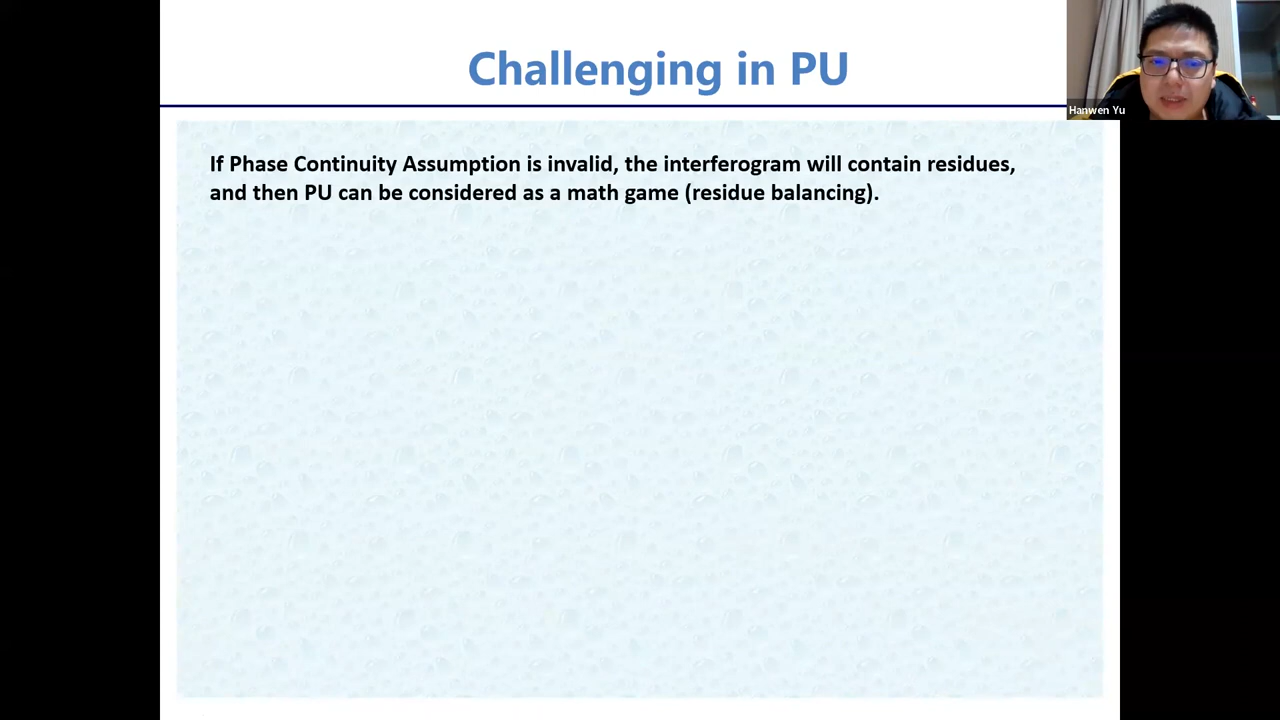 Challenging in PU
Hanwen Yu
If Phase Continuity Assumption is invalid, the interferogram will contain residues,
and then PU can be considered as a math game (residue balancing).